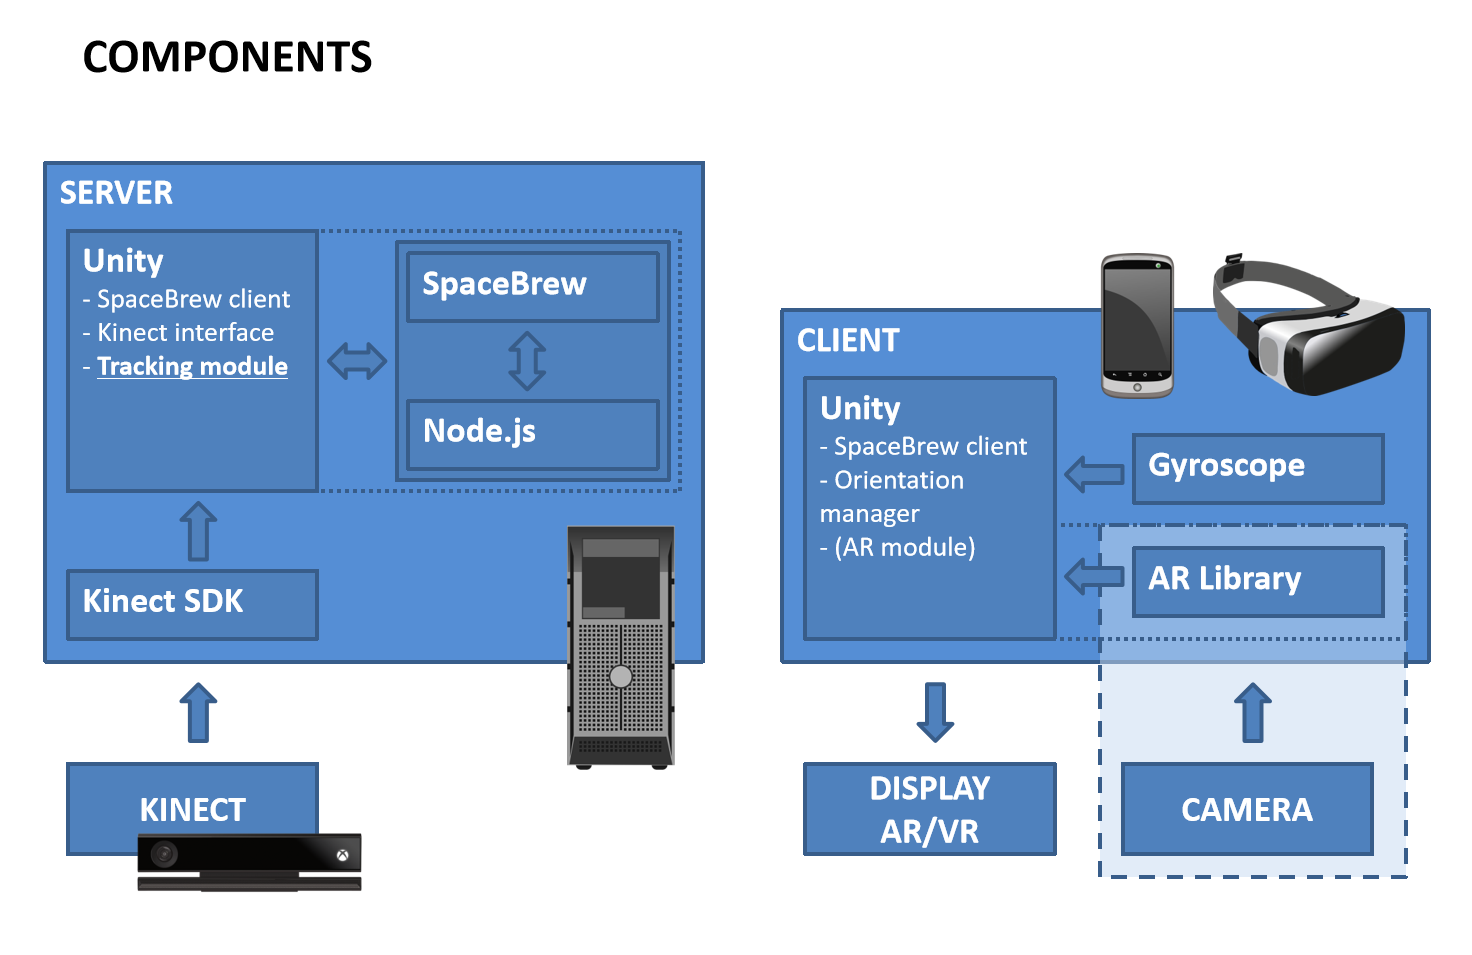 COMPONENTS
SERVER
Unity
- SpaceBrew client
- Kinect interface
- Tracking module
SpaceBrew
Node.js
Kinect SDK
KINECT
CLIENT
Unity
- SpaceBrew client
- Orientation
manager
- (AR module)
Gyroscope
AR Library
DISPLAY
AR/VR
CAMERA